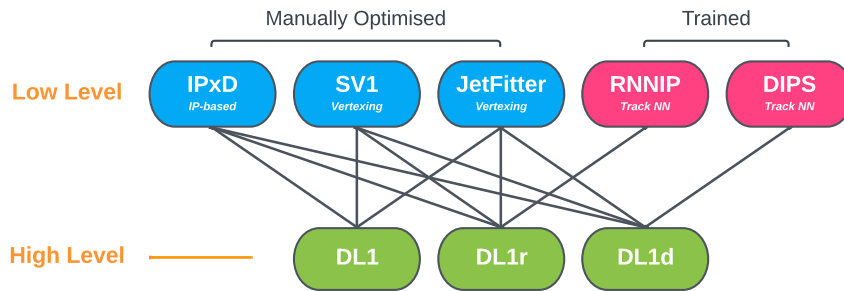 Manually Optimised
Trained
Low Level
IPxD
IP-based
SV1
Vertexing
JetFitter
Vertexing
RNNIP
Track NN
DIPS
Track NN
High Level
DL1
DL1r
DL1d